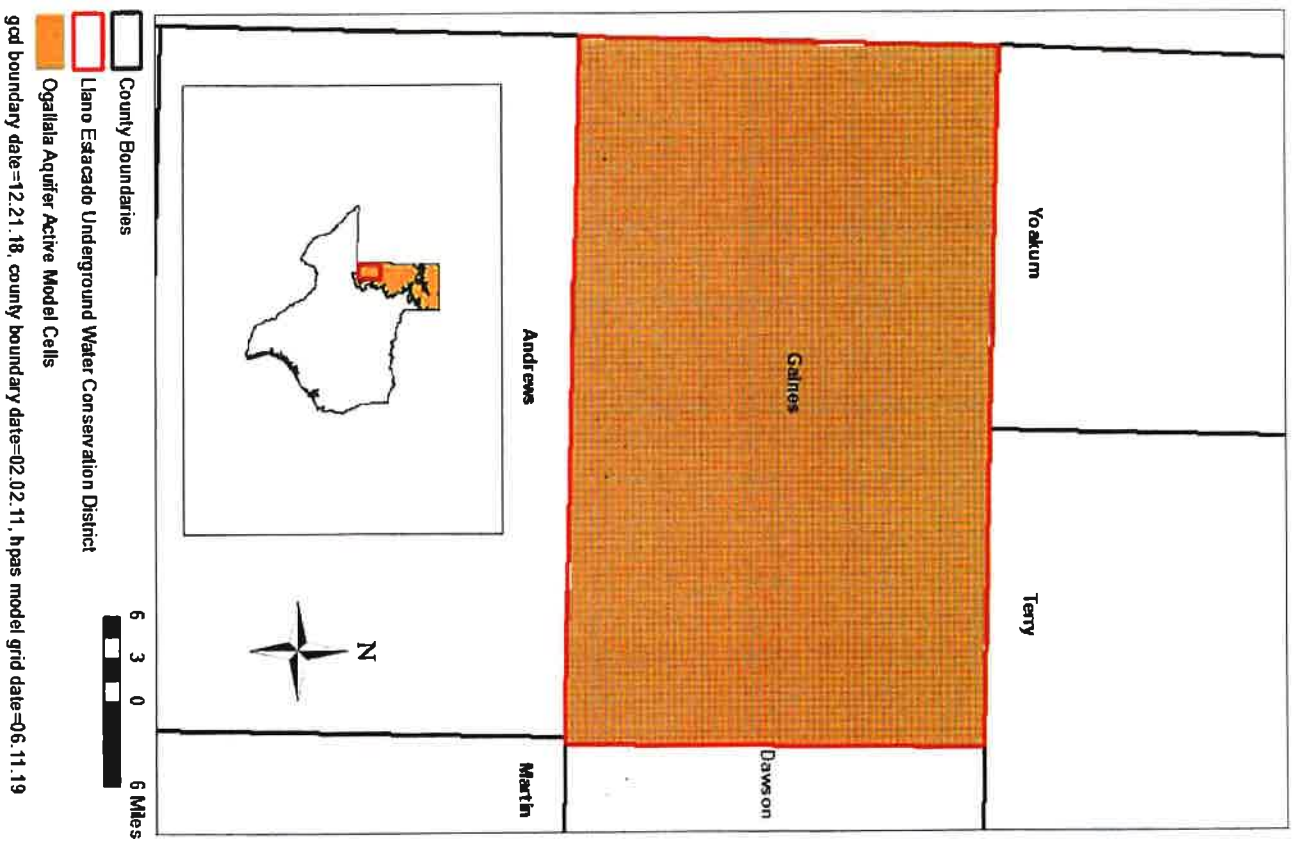 Yoakum
Terry
Gaines
Dawson
Andrews
Martin
N
6 3 0 6 Miles
County Boundaries
Llano Estacado Underground Water Conservation District
Ogallala Aquifer Active Model Cells
gcd boundary date=12.21.18, county boundary date=02.02.11, hpas model grid date=06.11.19